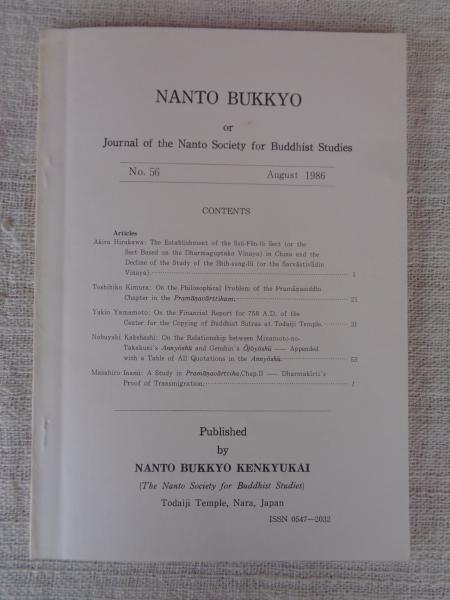 NANTO BUKKYO
or
Journal of the Nanto Society for Buddhist Studies
No. 56 August 1986
CONTENTS
Articles
Akira Hirakawa: The Establishment of the Ssŭ-Fên-lü Sect (or the
Sect Based on the Dharmaguptake Vinaya) in China and the
Decline of the Study of the Shih-sung-lü (or the Sarvāstivādin
Vinaya). 1
Toshihiko Kimura: On the Philosophical Problem of the Pramāṇasiddhi
Chapter in the Pramāṇavārttikam. 21
Yukio Yamamoto: On the Financial Report for 758 A.D. of the
Center for the Copying of Buddhist Sutras at Todaiji Temple. 31
Nobuyuki Kakehashi: On the Relationship between Minamoto-no-
Takakuni's Annyōshū and Genshin's Ōjōyōshū —— Appended
with a Table of All Quotations in the Annyōshū. 53
Masahiro Inami: A Study in Pramāṇavārttika, Chap.II —— Dharmakīrti's
Proof of Transmigration. 1
Published
by
NANTO BUKKYO KENKYUKAI
(The Nanto Society for Buddhist Studies)
Todaiji Temple, Nara, Japan
ISSN 0547—2032